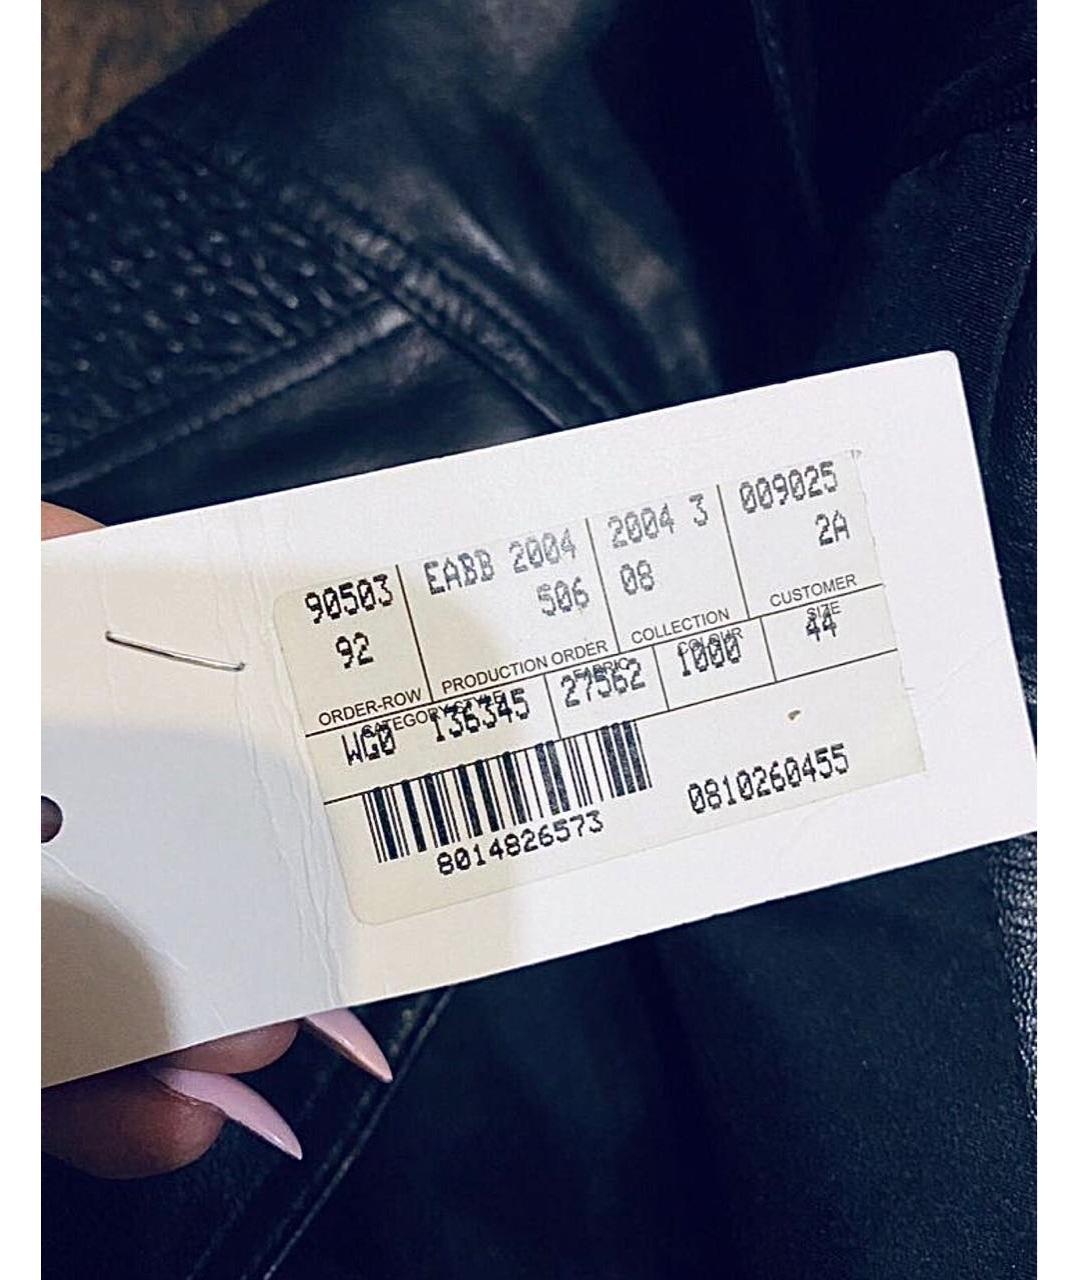 90503 EABB 2004 2004 3 009025
92 506 08 2A
ORDER-ROW PRODUCTION ORDER COLLECTION CUSTOMER
CATEGORY STYLE FABRIC COLOUR SIZE
WG0 136345 27562 1000 44
8014826573 0810260455